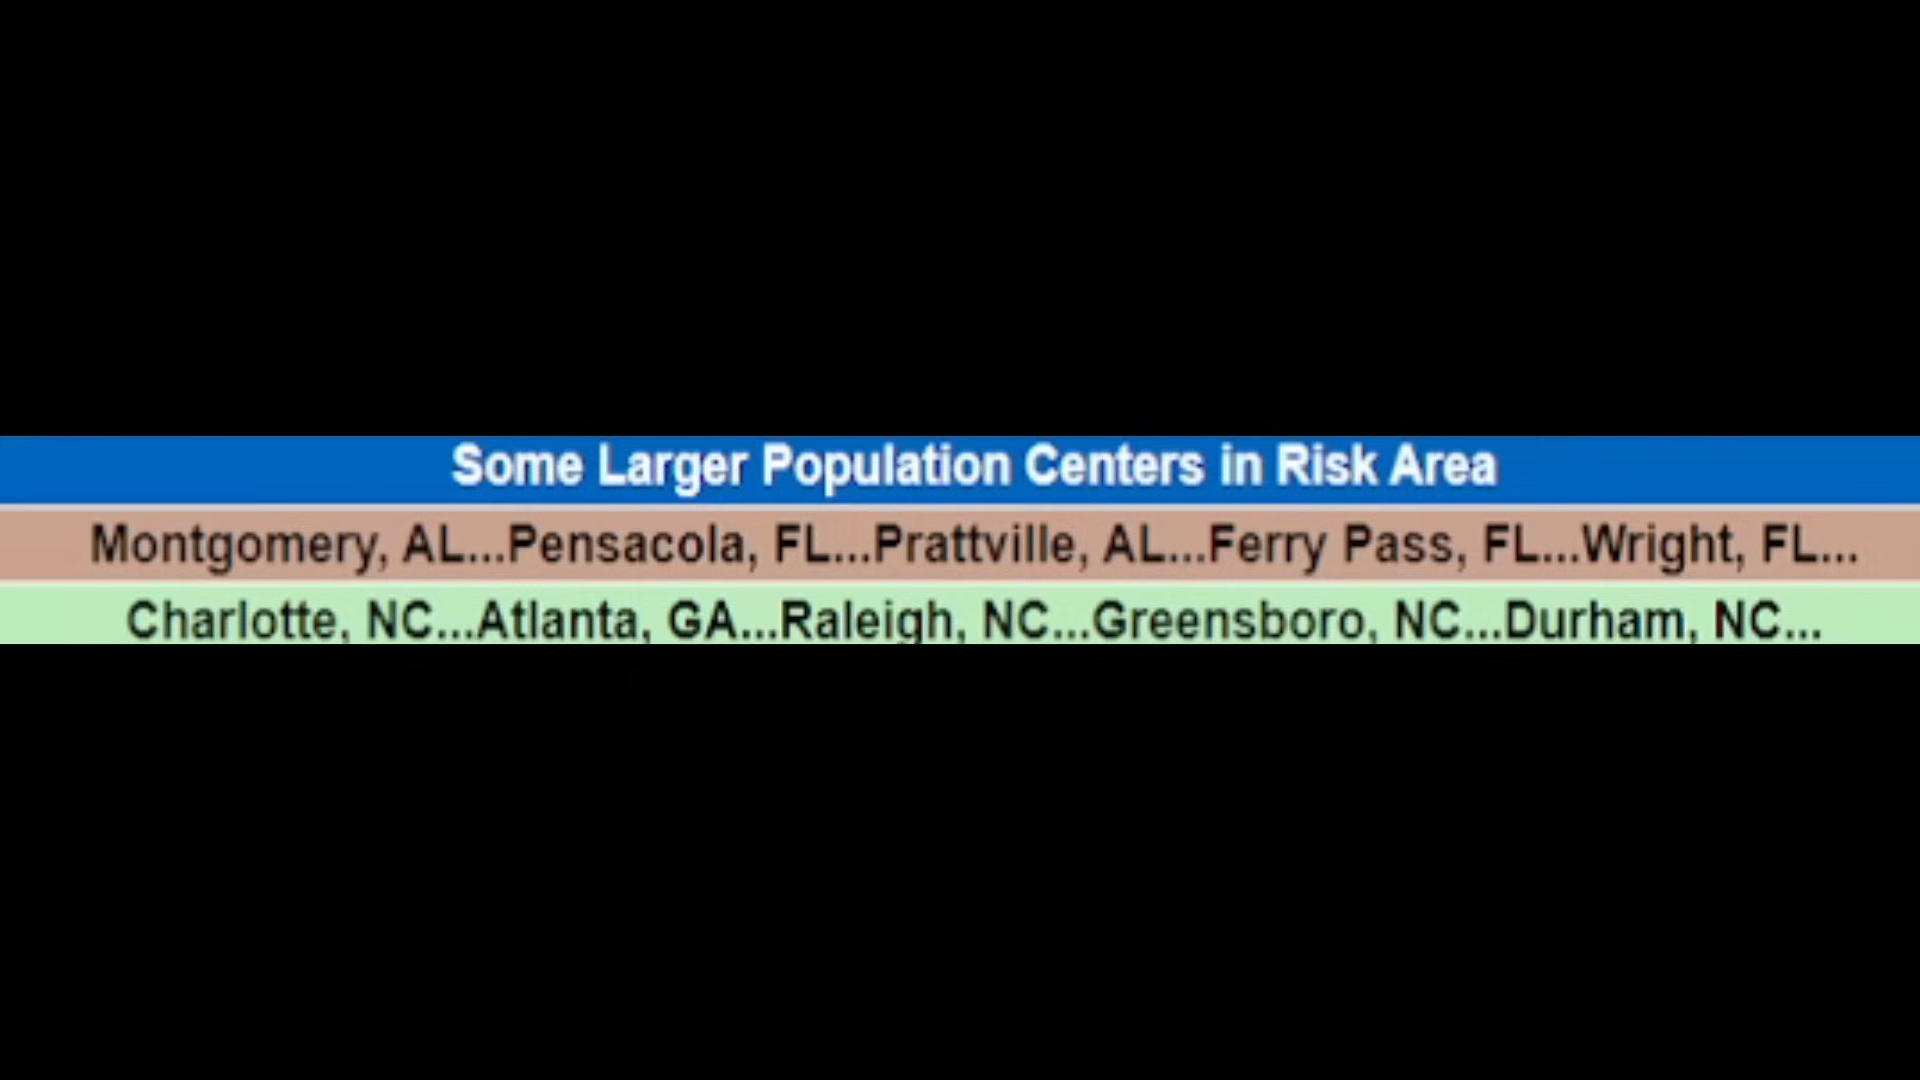 Some Larger Population Centers in Risk Area
Montgomery, AL...Pensacola, FL...Prattville, AL...Ferry Pass, FL...Wright, FL...
Charlotte, NC...Atlanta, GA...Raleigh, NC...Greensboro, NC...Durham, NC...